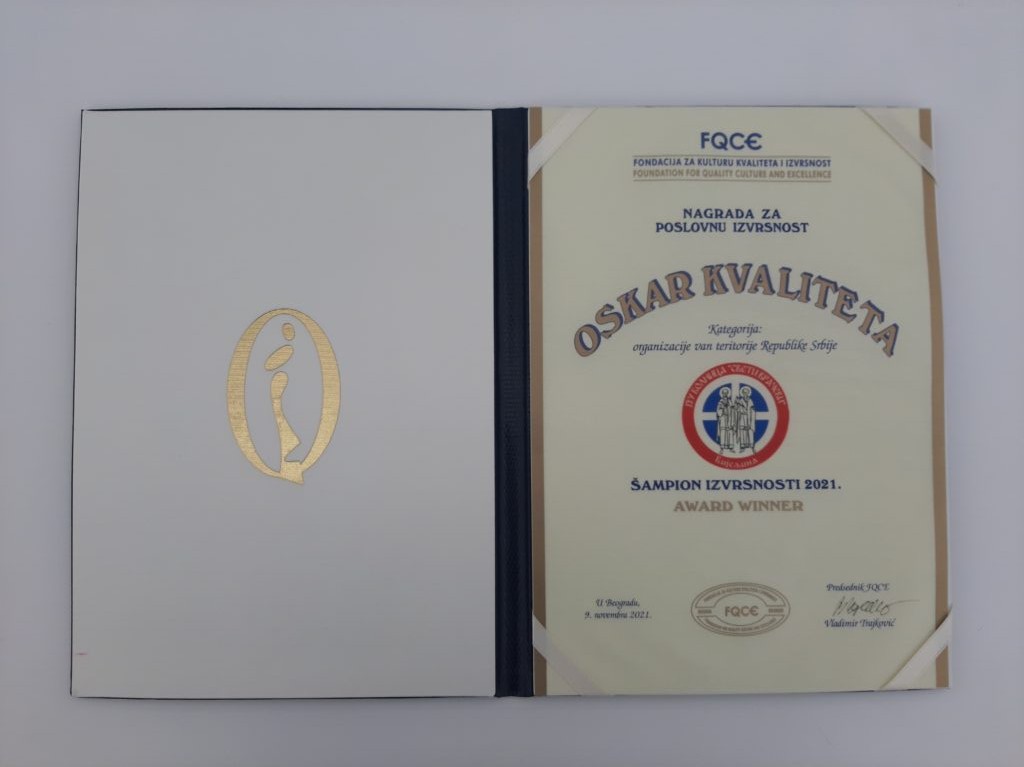 FQCE
FONDACIJA ZA KULTURU KVALITETA I IZVRSNOST
FOUNDATION FOR QUALITY CULTURE AND EXCELLENCE
NAGRADA ZA
POSLOVNU IZVRSNOST
OSKAR KVALITETA
Kategorija:
organizacije van teritorije Republike Srbije
Бијељина
ŠAMPION IZVRSNOSTI 2021.
AWARD WINNER
U Beogradu,
9. novembra 2021.
FQCE
Predsednik FQCE
Vladimir Trajković